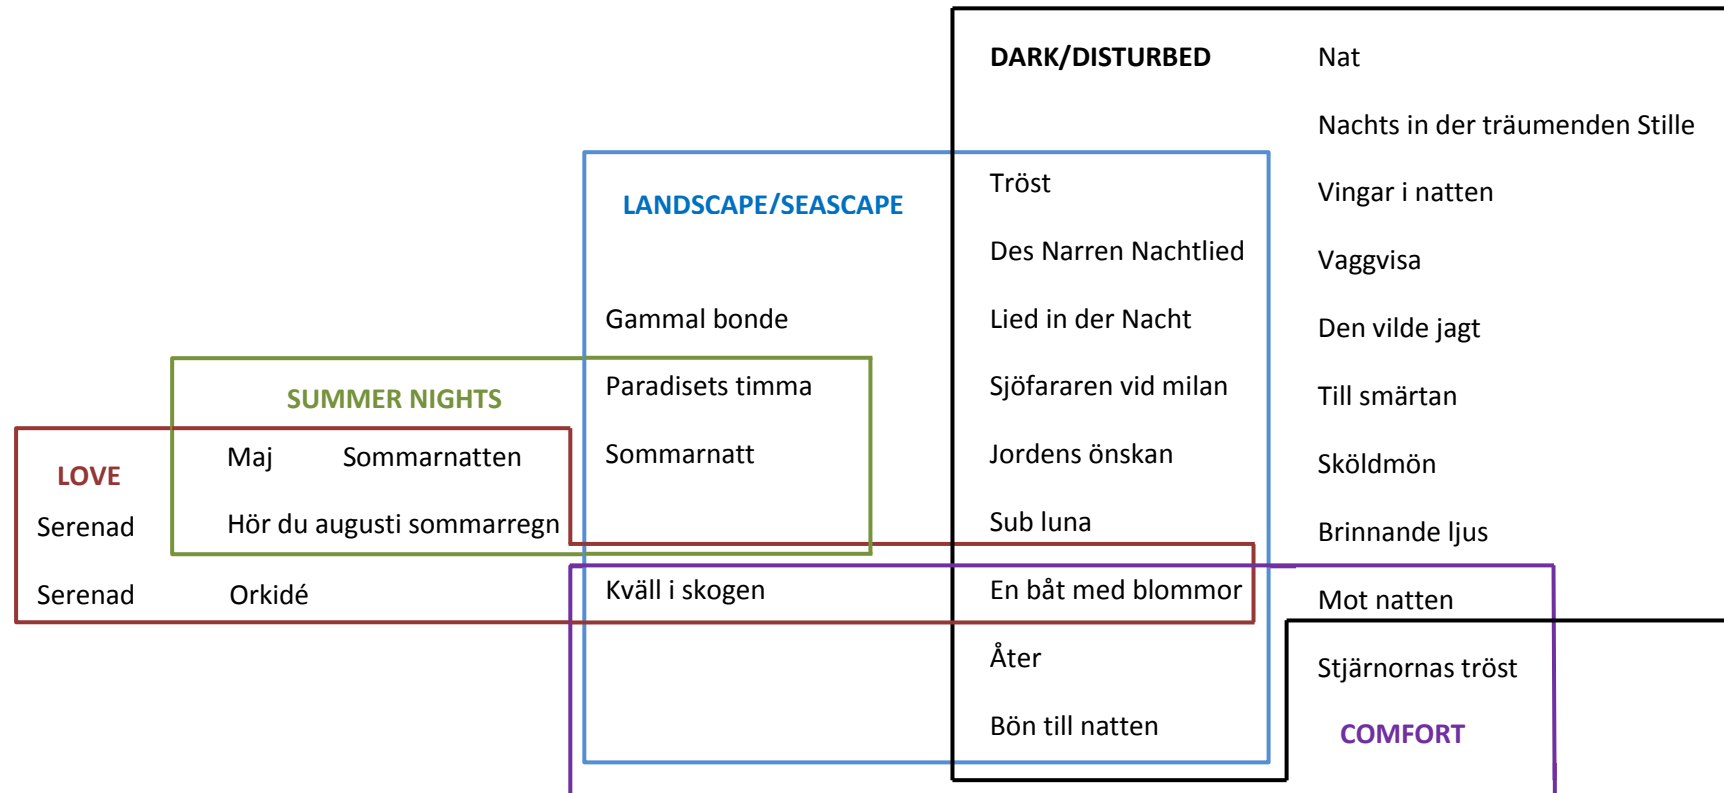 DARK/DISTURBED Nat
Nachts in der träumenden Stille
Tröst Vingar i natten
LANDSCAPE/SEASCAPE
Des Narren Nachtlied Vaggvisa
Gammal bonde Lied in der Nacht Den vilde jagt
SUMMER NIGHTS Paradisets timma Sjöfararen vid milan Till smärtan
Maj Sommarnatten Sommarnatt Jordens önskan Sköldmön
LOVE
Serenad Hör du augusti sommarregn Sub luna Brinnande ljus
Serenad Orkidé Kväll i skogen En båt med blommor Mot natten
Åter Stjärnornas tröst
Bön till natten COMFORT